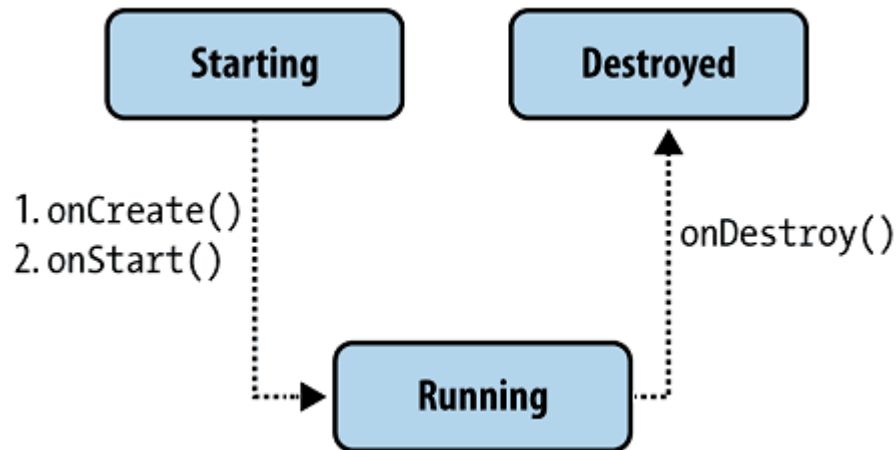 Starting
Destroyed
1. onCreate()
2. onStart()
onDestroy()
Running